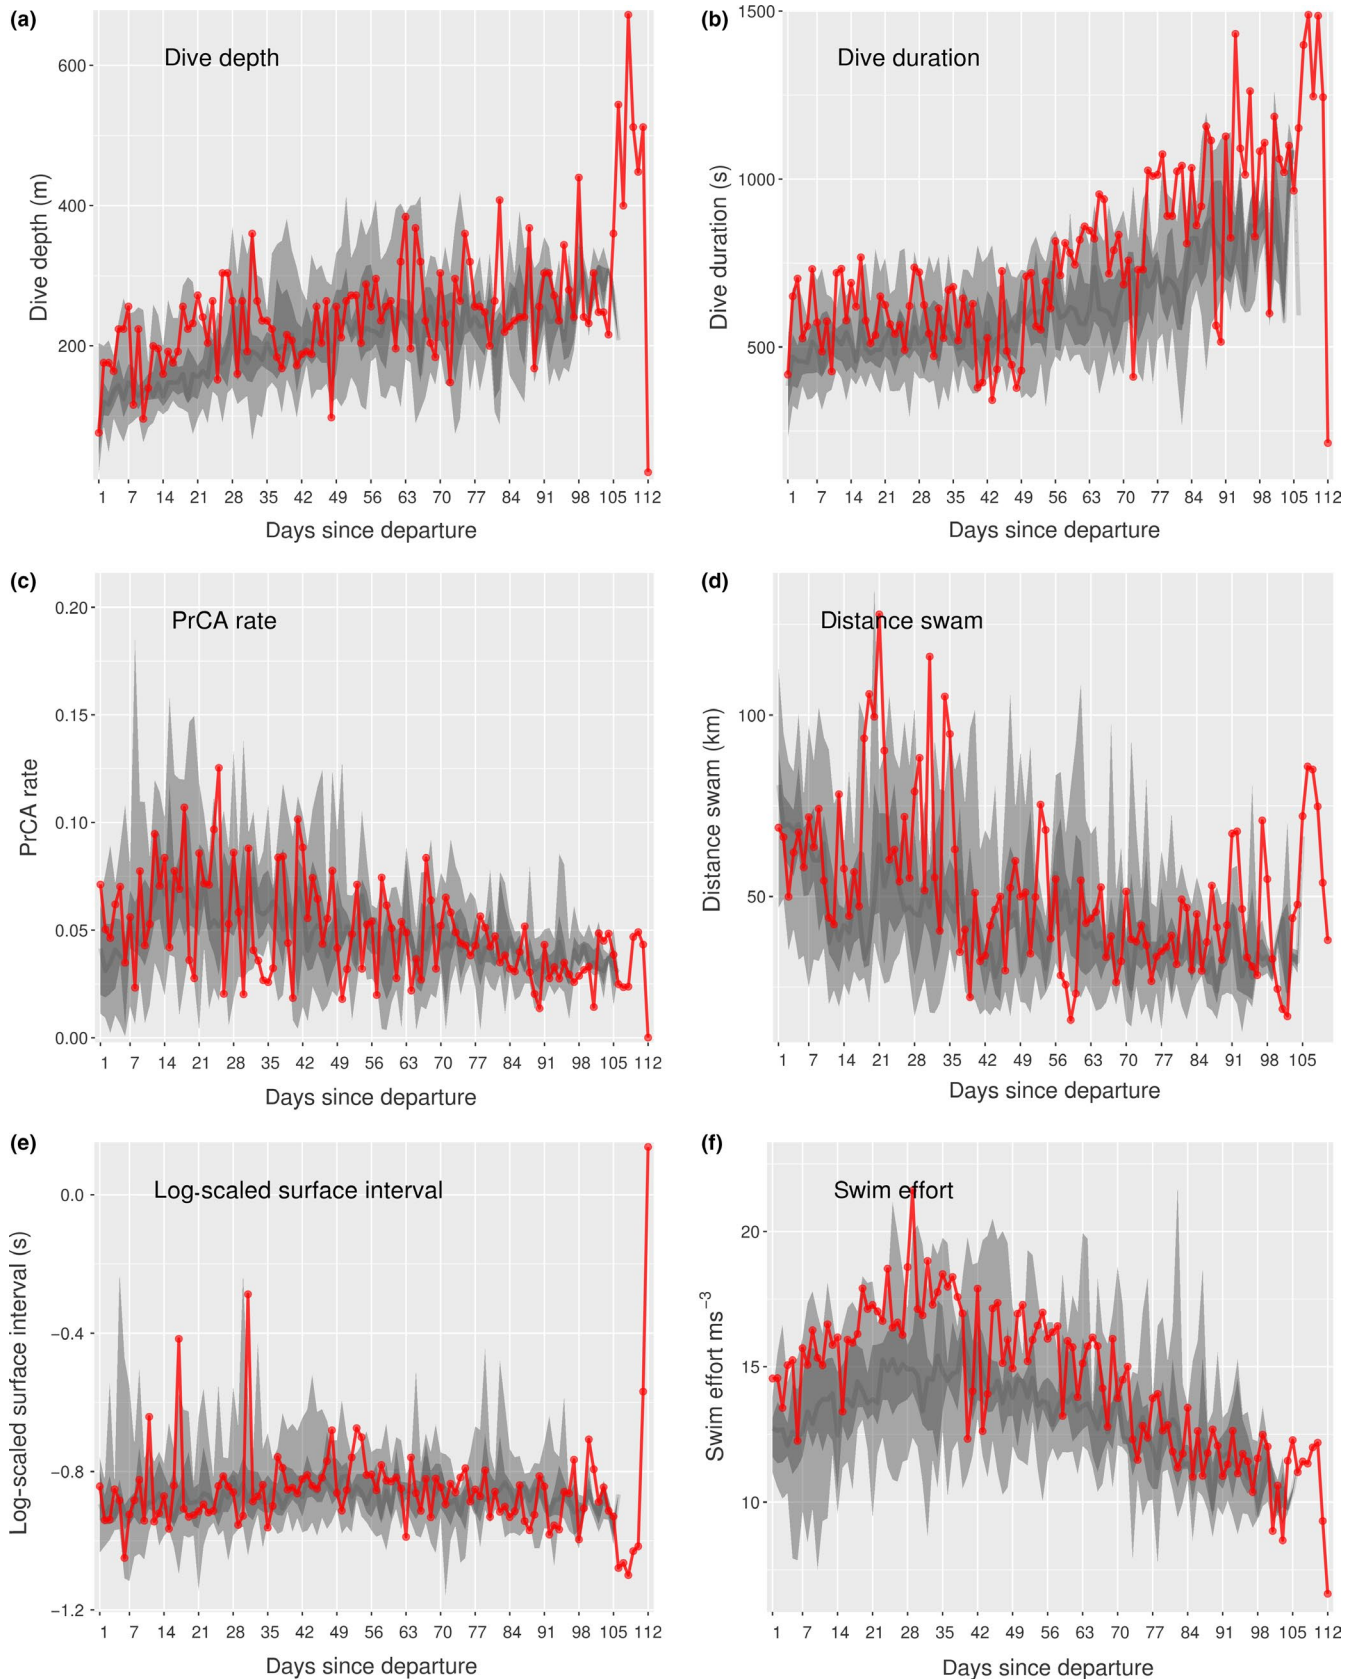 (a)
Dive depth
Dive depth (m)
600
400
200
1 7 14 21 28 35 42 49 56 63 70 77 84 91 98 105 112
Days since departure
(b)
Dive duration
Dive duration (s)
1500
1000
500
1 7 14 21 28 35 42 49 56 63 70 77 84 91 98 105 112
Days since departure
(c)
PrCA rate
PrCA rate
0.20
0.15
0.10
0.05
0.00
1 7 14 21 28 35 42 49 56 63 70 77 84 91 98 105 112
Days since departure
(d)
Distance swam
Distance swam (km)
100
50
1 7 14 21 28 35 42 49 56 63 70 77 84 91 98 105
Days since departure
(e)
Log-scaled surface interval
Log-scaled surface interval (s)
0.0
−0.4
−0.8
−1.2
1 7 14 21 28 35 42 49 56 63 70 77 84 91 98 105 112
Days since departure
(f)
Swim effort
Swim effort ms⁻³
20
15
10
1 7 14 21 28 35 42 49 56 63 70 77 84 91 98 105 112
Days since departure